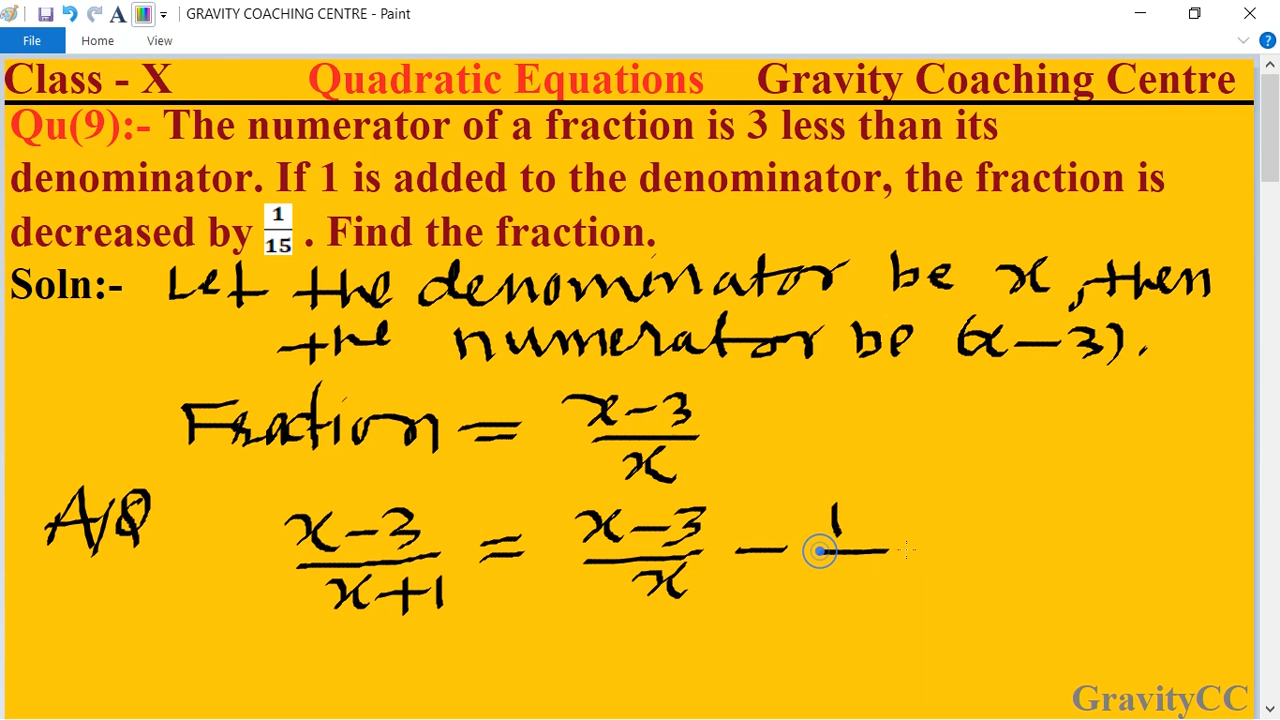 GRAVITY COACHING CENTRE - Paint
File Home View
Class - X Quadratic Equations Gravity Coaching Centre
Qu(9):- The numerator of a fraction is 3 less than its
denominator. If 1 is added to the denominator, the fraction is
decreased by 1/15 . Find the fraction.
Soln:- Let the denominator be x, then
the numerator be (x-3).
Fration = x-3/x
A/Q x-3/x+1 = x-3/x - 1/
GravityCC